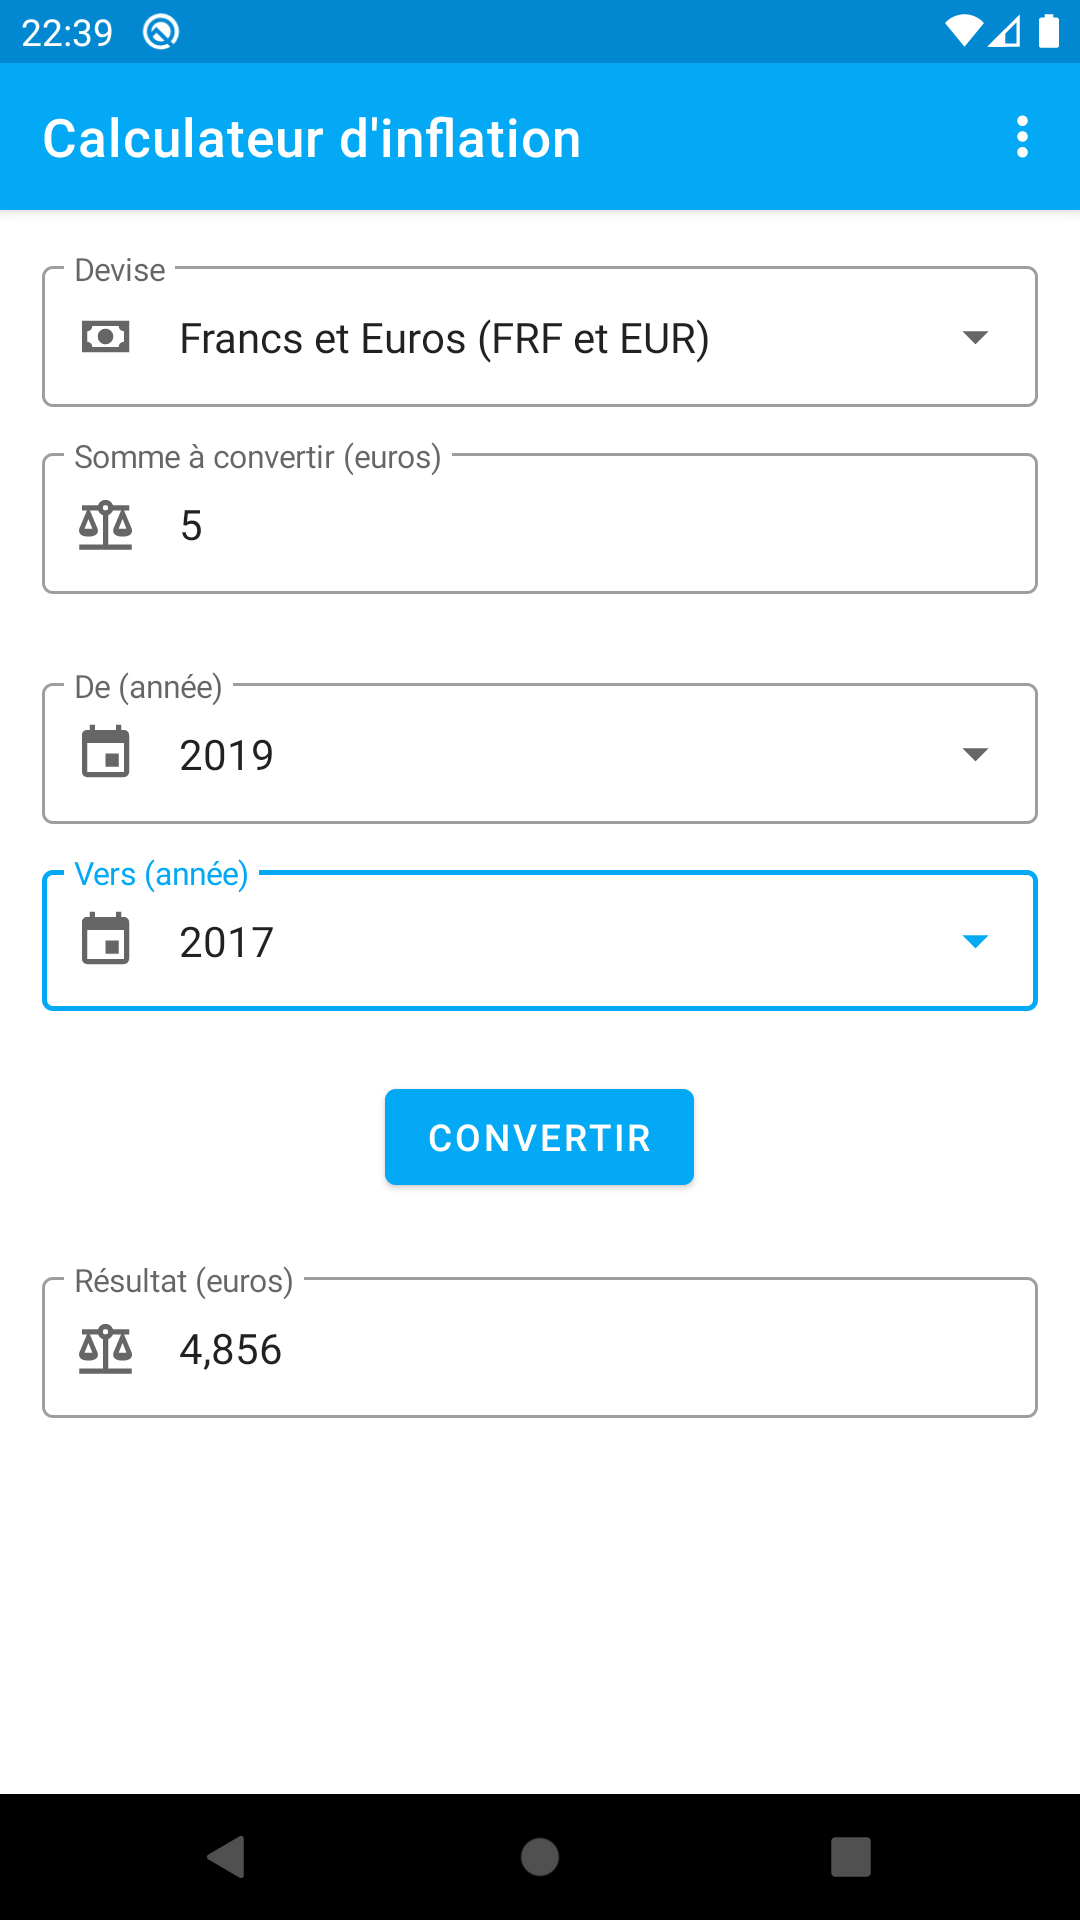 22:39
Calculateur d'inflation
Devise
Francs et Euros (FRF et EUR)
Somme à convertir (euros)
5
De (année)
2019
Vers (année)
2017
CONVERTIR
Résultat (euros)
4,856